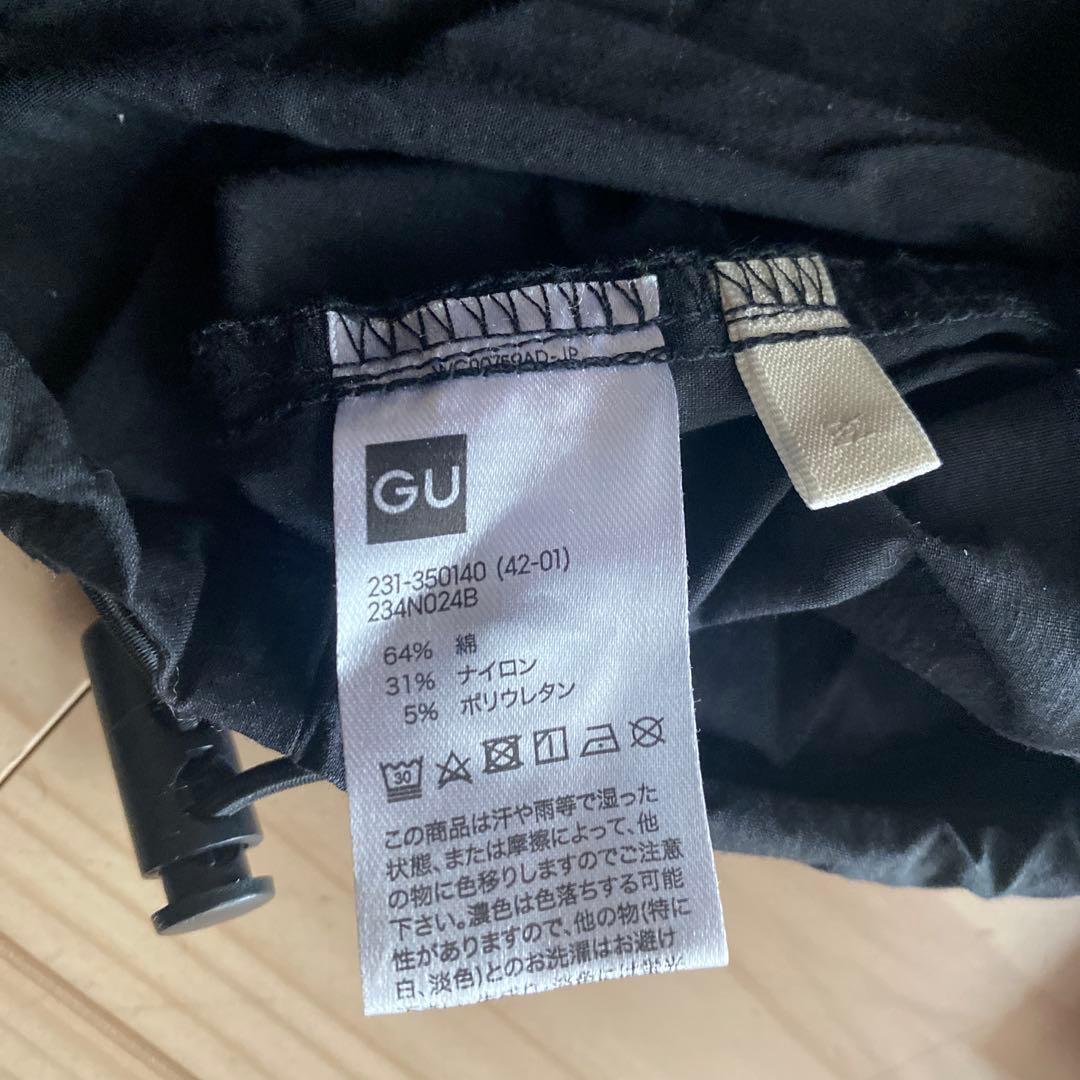 GU
231-350140 (42-01)
234N024B
64% 綿
31% ナイロン
5% ポリウレタン
30
この商品は汗や雨等で湿った
状態、または摩擦によって、他
の物に色移りしますのでご注意
下さい。濃色は色落ちする可能
性がありますので、他の物(特に
白、淡色)とのお洗濯はお避け